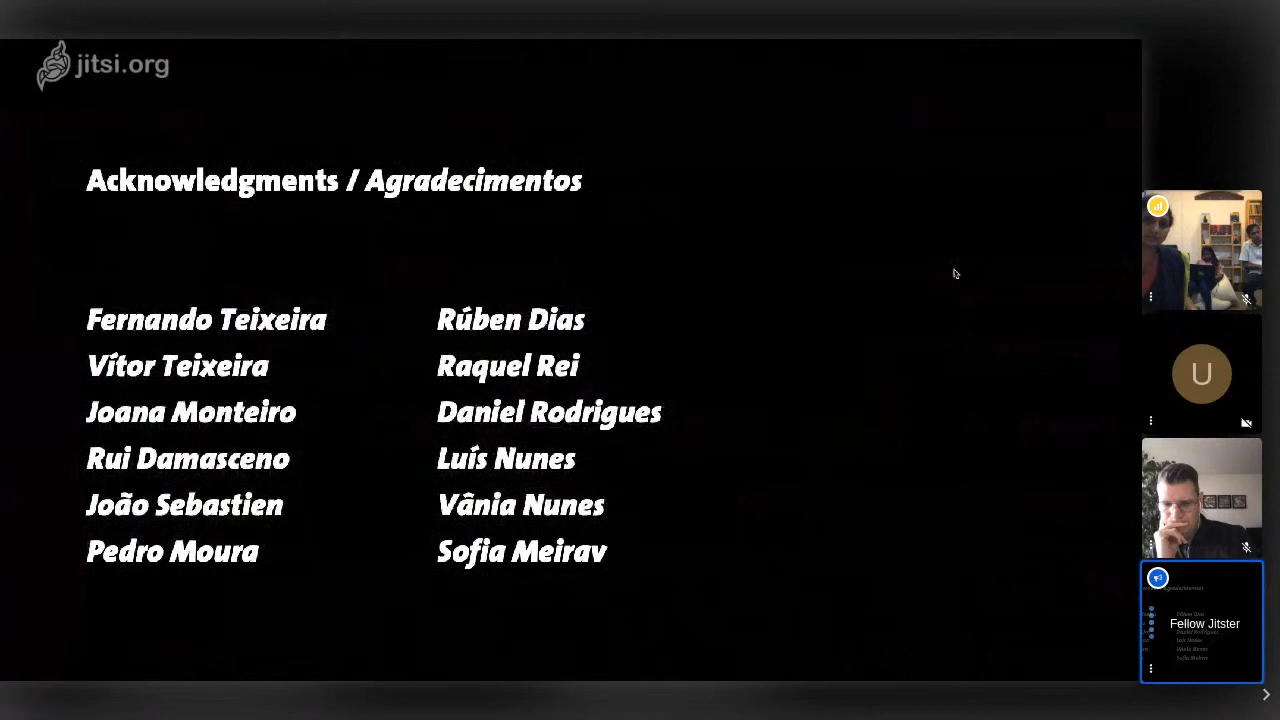 jitsi.org
Acknowledgments / Agradecimentos
Fernando Teixeira
Vítor Teixeira
Joana Monteiro
Rui Damasceno
João Sebastien
Pedro Moura
Rúben Dias
Raquel Rei
Daniel Rodrigues
Luís Nunes
Vânia Nunes
Sofia Meirav
U
Fellow Jitster